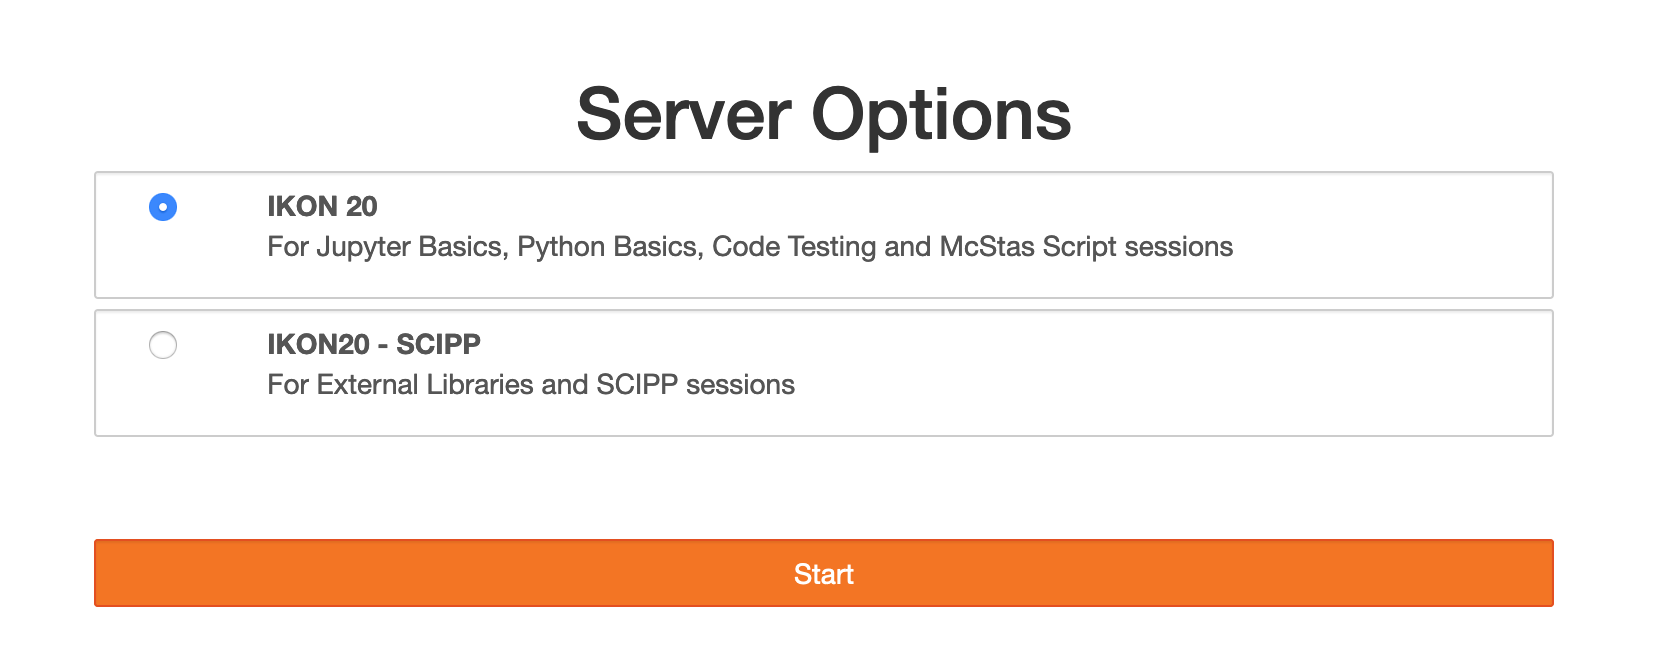 Server Options
IKON 20
For Jupyter Basics, Python Basics, Code Testing and McStas Script sessions
IKON20 - SCIPP
For External Libraries and SCIPP sessions
Start